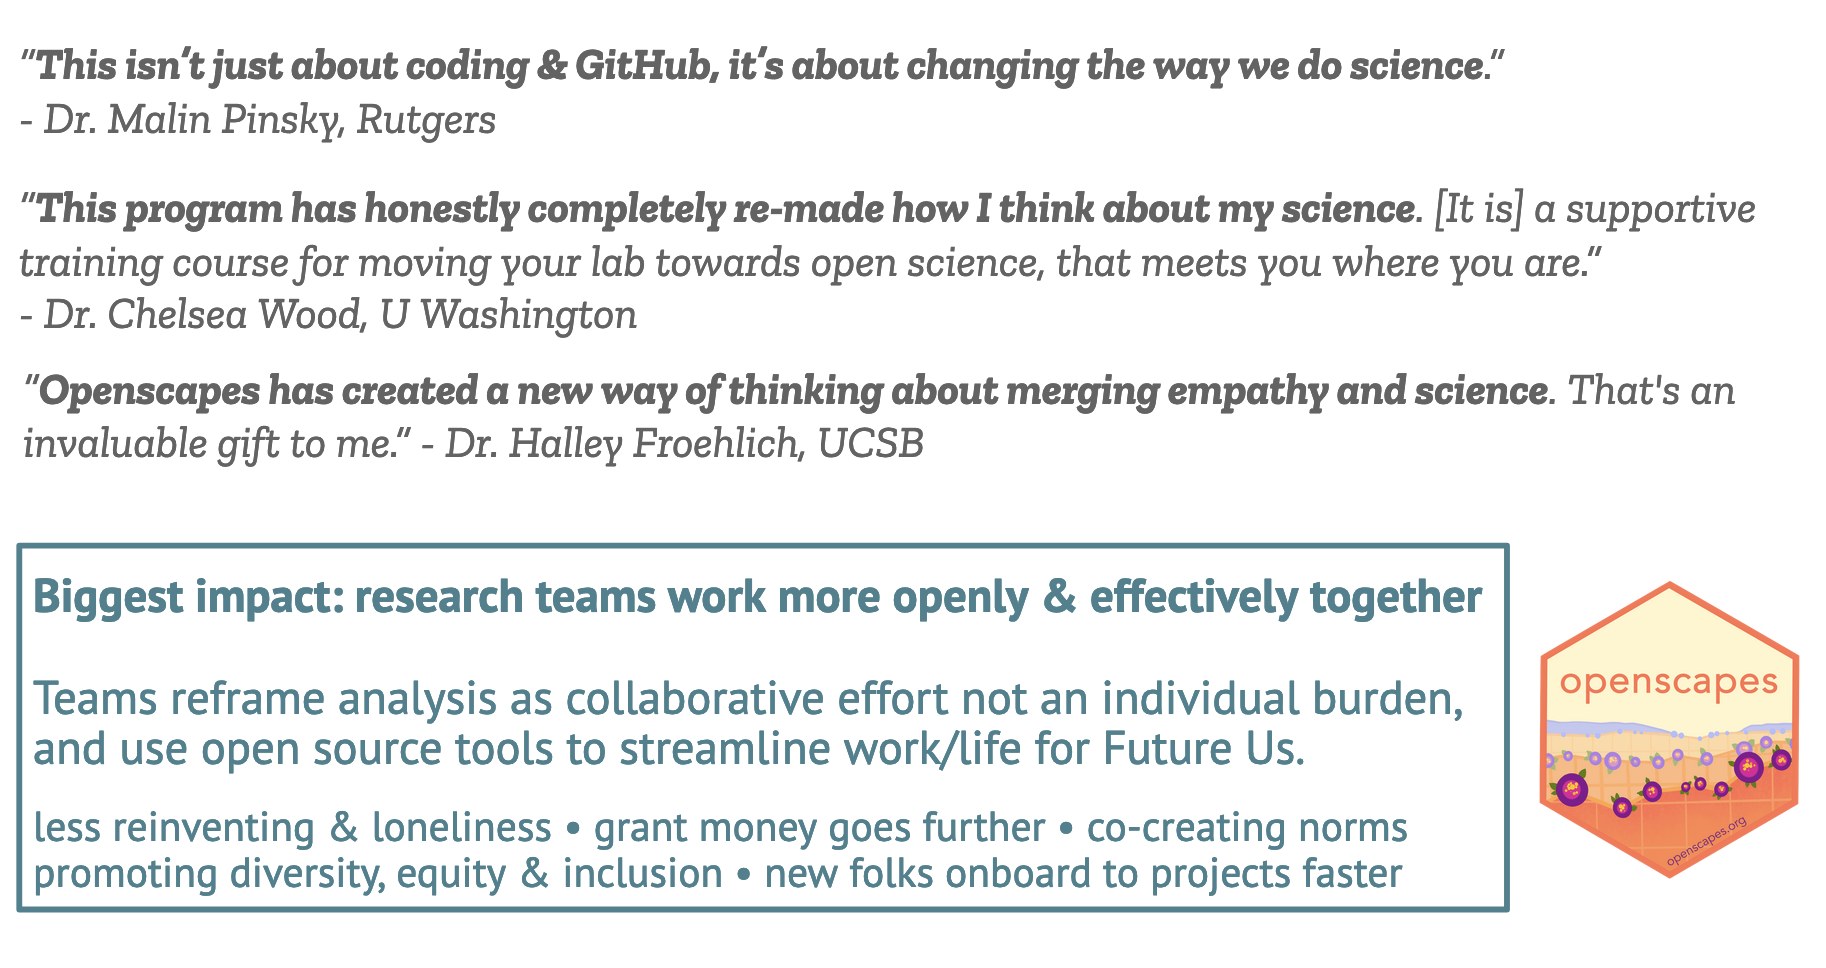 “This isn’t just about coding & GitHub, it’s about changing the way we do science.”
- Dr. Malin Pinsky, Rutgers
“This program has honestly completely re-made how I think about my science. [It is] a supportive
training course for moving your lab towards open science, that meets you where you are.”
- Dr. Chelsea Wood, U Washington
“Openscapes has created a new way of thinking about merging empathy and science. That's an
invaluable gift to me.” - Dr. Halley Froehlich, UCSB
Biggest impact: research teams work more openly & effectively together
Teams reframe analysis as collaborative effort not an individual burden,
and use open source tools to streamline work/life for Future Us.
less reinventing & loneliness • grant money goes further • co-creating norms
promoting diversity, equity & inclusion • new folks onboard to projects faster
openscapes
openscapes.org